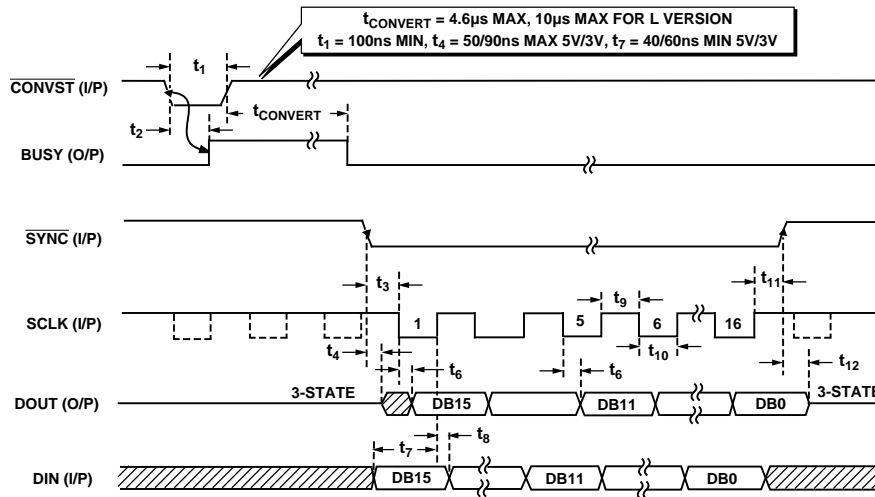 tCONVERT = 4.6µs MAX, 10µs MAX FOR L VERSION
t1 = 100ns MIN, t4 = 50/90ns MAX 5V/3V, t7 = 40/60ns MIN 5V/3V
t1
CONVST (I/P)
tCONVERT
t2
BUSY (O/P)
SYNC (I/P)
t3
t9
t11
SCLK (I/P)
1
5
6
16
t4
t6
t6
t10
t12
3-STATE
3-STATE
DOUT (O/P)
DB15
DB11
DB0
t7
t8
DIN (I/P)
DB15
DB11
DB0